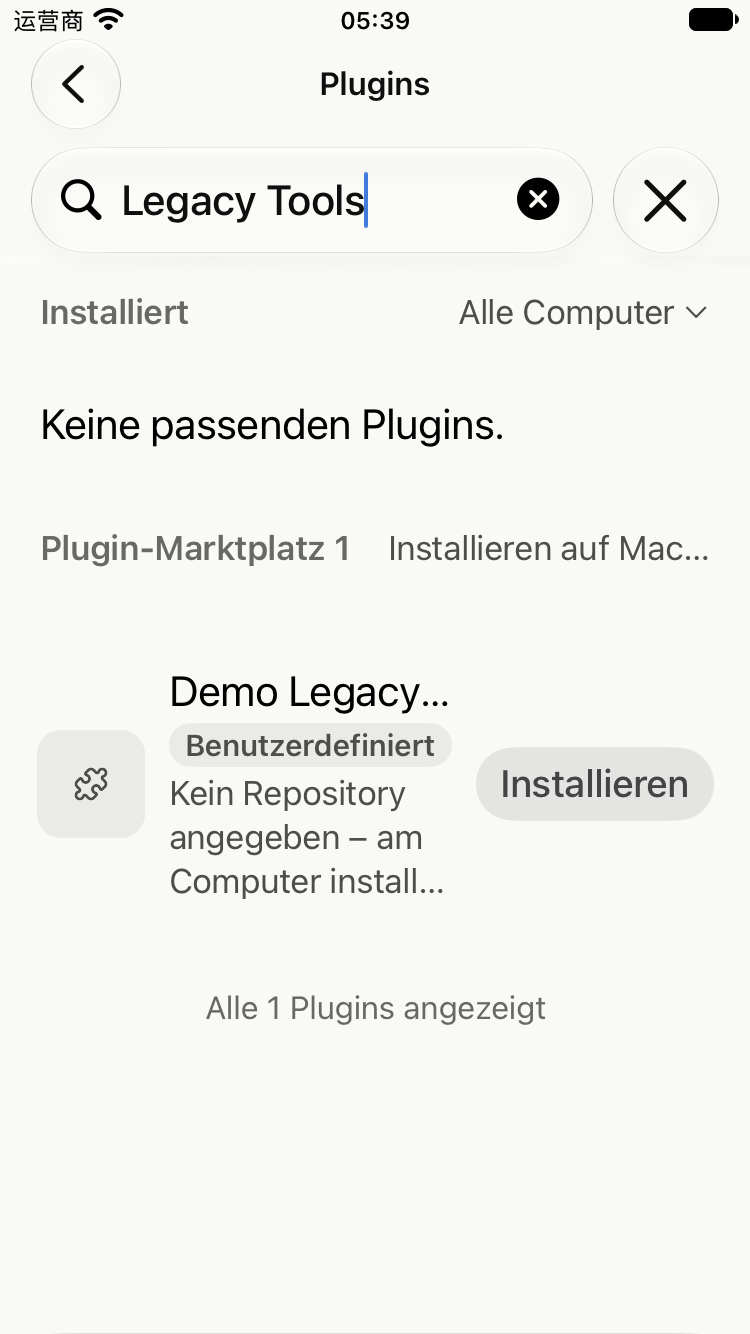 运营商
05:39
Plugins
Legacy Tools
Installiert
Alle Computer
Keine passenden Plugins.
Plugin-Marktplatz 1
Installieren auf Mac…
Demo Legacy…
Benutzerdefiniert
Kein Repository
angegeben – am
Computer install…
Installieren
Alle 1 Plugins angezeigt